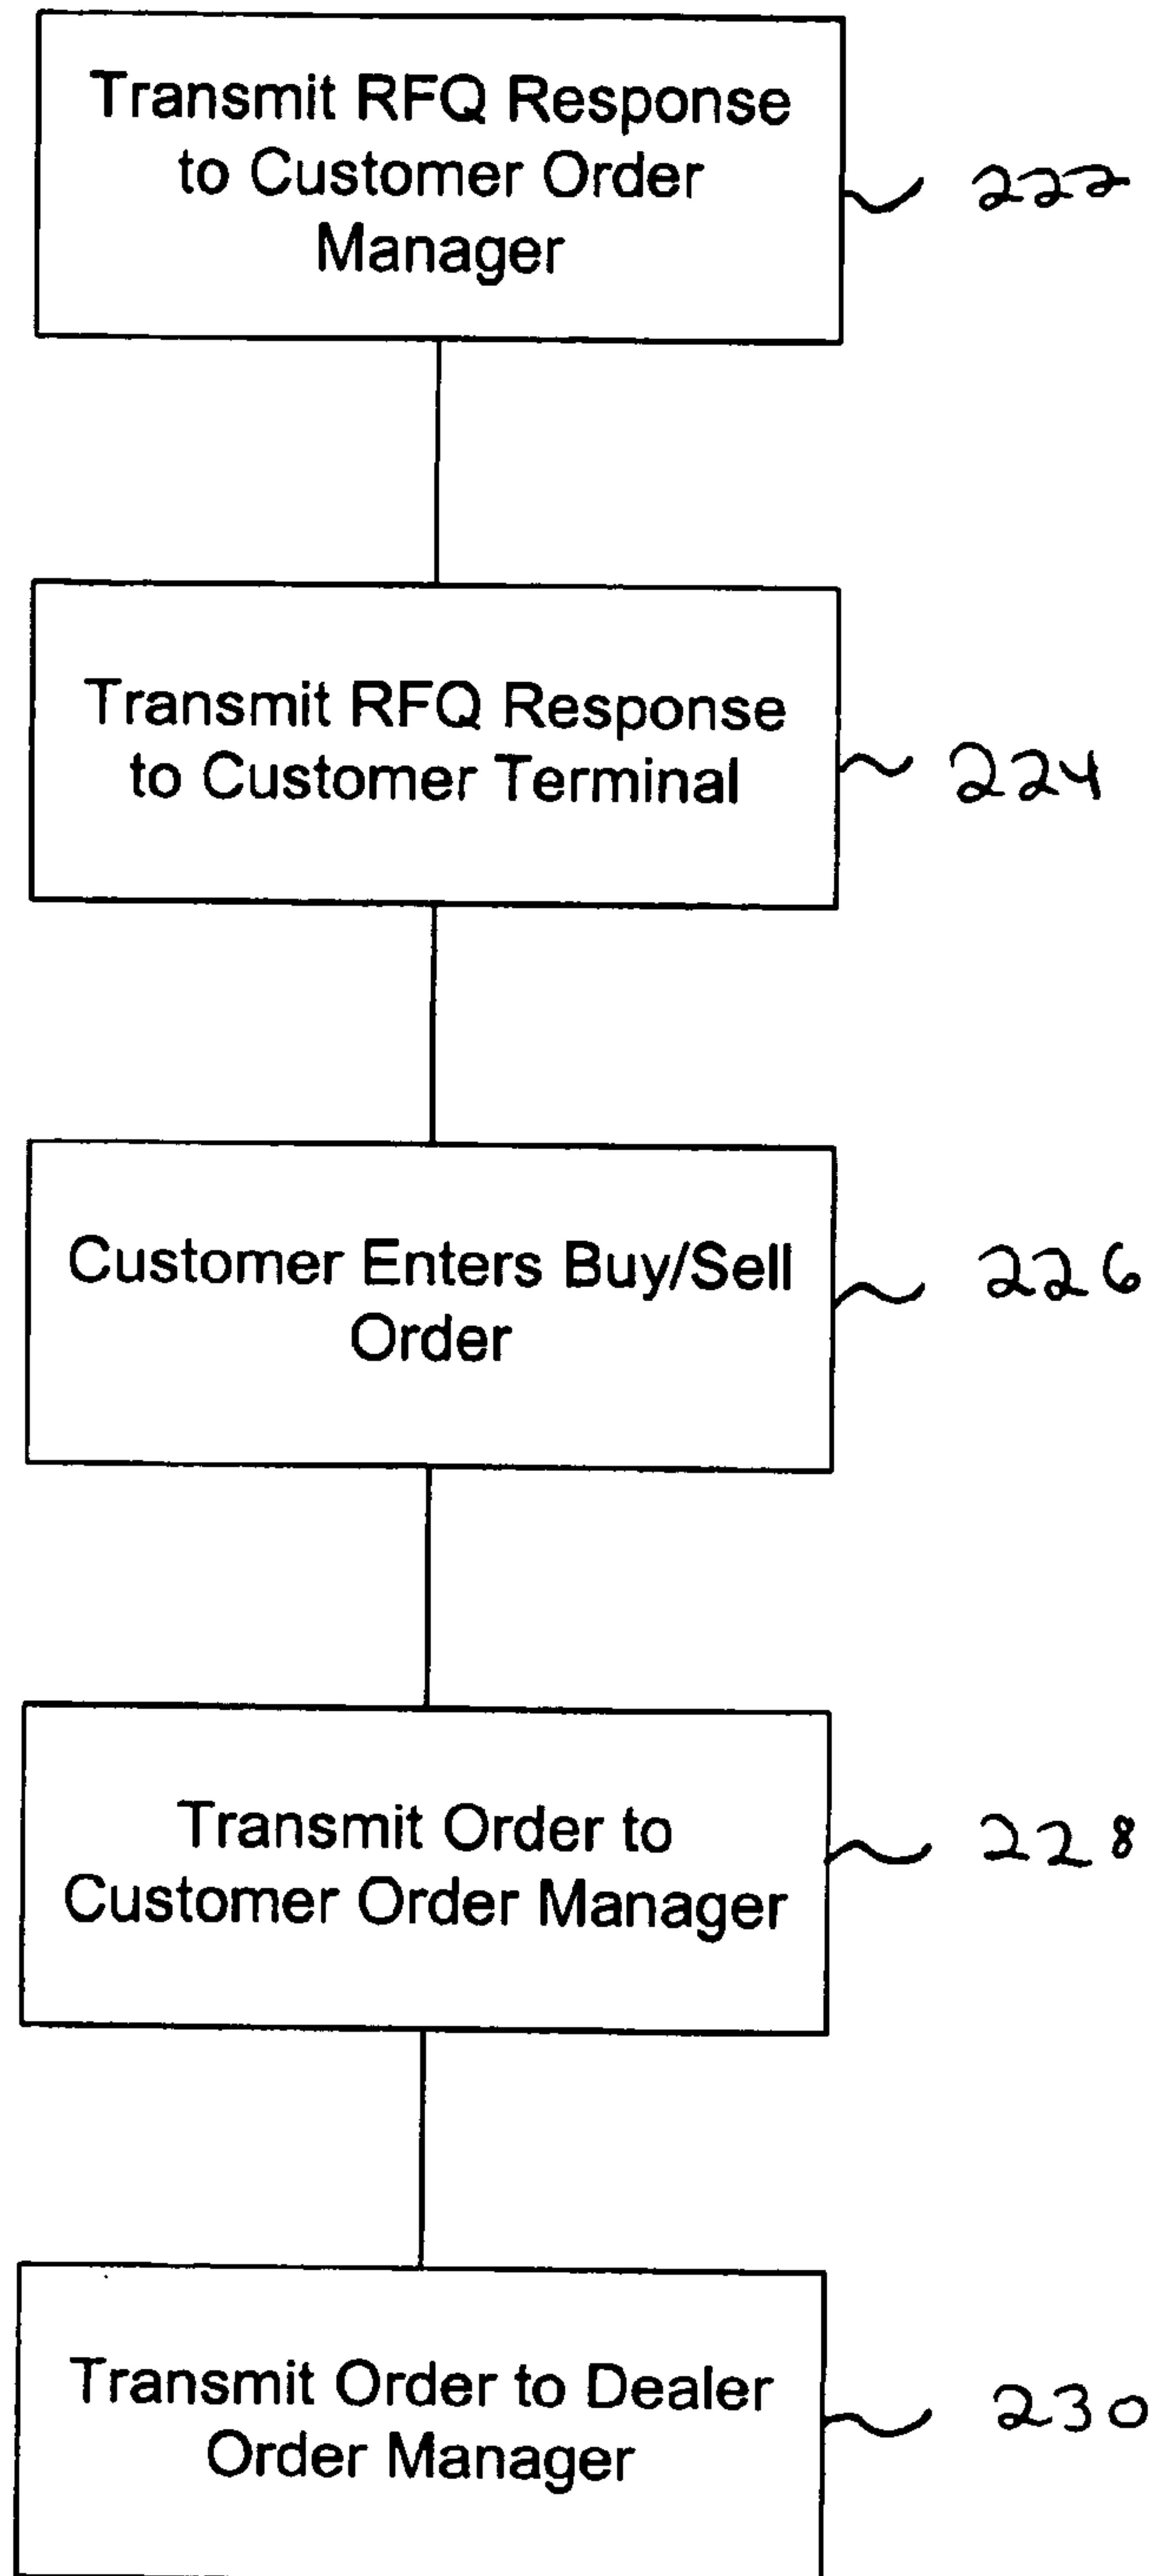 Transmit RFQ Response
to Customer Order
Manager
222
Transmit RFQ Response
to Customer Terminal
224
Customer Enters Buy/Sell
Order
226
Transmit Order to
Customer Order Manager
228
Transmit Order to Dealer
Order Manager
230